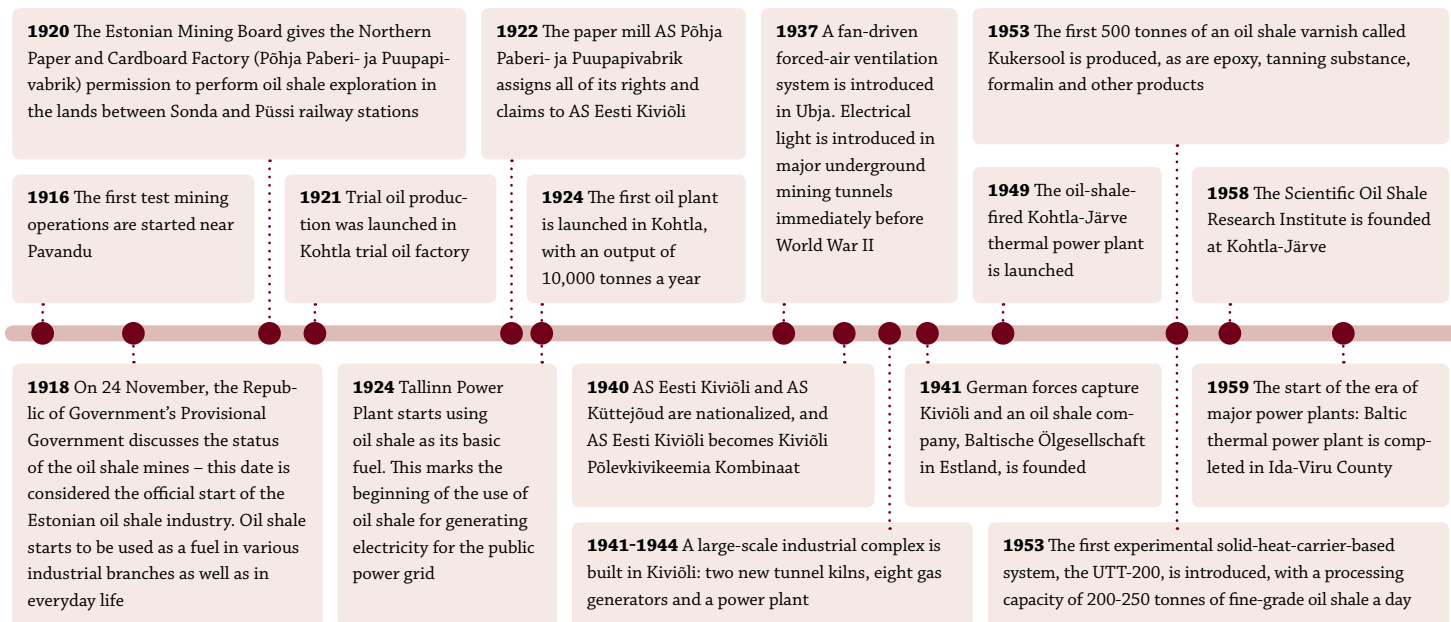 1920 The Estonian Mining Board gives the Northern
Paper and Cardboard Factory (Põhja Paberi- ja Puupapi-
vabrik) permission to perform oil shale exploration in
the lands between Sonda and Püssi railway stations
1922 The paper mill AS Põhja
Paberi- ja Puupapivabrik
assigns all of its rights and
claims to AS Eesti Kiviõli
1937 A fan-driven
forced-air ventilation
system is introduced
in Ubja. Electrical
light is introduced in
major underground
mining tunnels
immediately before
World War II
1953 The first 500 tonnes of an oil shale varnish called
Kukersool is produced, as are epoxy, tanning substance,
formalin and other products
1916 The first test mining
operations are started near
Pavandu
1921 Trial oil produc-
tion was launched in
Kohtla trial oil factory
1924 The first oil plant
is launched in Kohtla,
with an output of
10,000 tonnes a year
1949 The oil-shale-
fired Kohtla-Järve
thermal power plant
is launched
1958 The Scientific Oil Shale
Research Institute is founded
at Kohtla-Järve
1918 On 24 November, the Repub-
lic of Government’s Provisional
Government discusses the status
of the oil shale mines – this date is
considered the official start of the
Estonian oil shale industry. Oil shale
starts to be used as a fuel in various
industrial branches as well as in
everyday life
1924 Tallinn Power
Plant starts using
oil shale as its basic
fuel. This marks the
beginning of the use of
oil shale for generating
electricity for the public
power grid
1940 AS Eesti Kiviõli and AS
Küttejõud are nationalized, and
AS Eesti Kiviõli becomes Kiviõli
Põlevkivikeemia Kombinaat
1941 German forces capture
Kiviõli and an oil shale com-
pany, Baltische Ölgesellschaft
in Estland, is founded
1959 The start of the era of
major power plants: Baltic
thermal power plant is comp-
leted in Ida-Viru County
1941-1944 A large-scale industrial complex is
built in Kiviõli: two new tunnel kilns, eight gas
generators and a power plant
1953 The first experimental solid-heat-carrier-based
system, the UTT-200, is introduced, with a processing
capacity of 200-250 tonnes of fine-grade oil shale a day